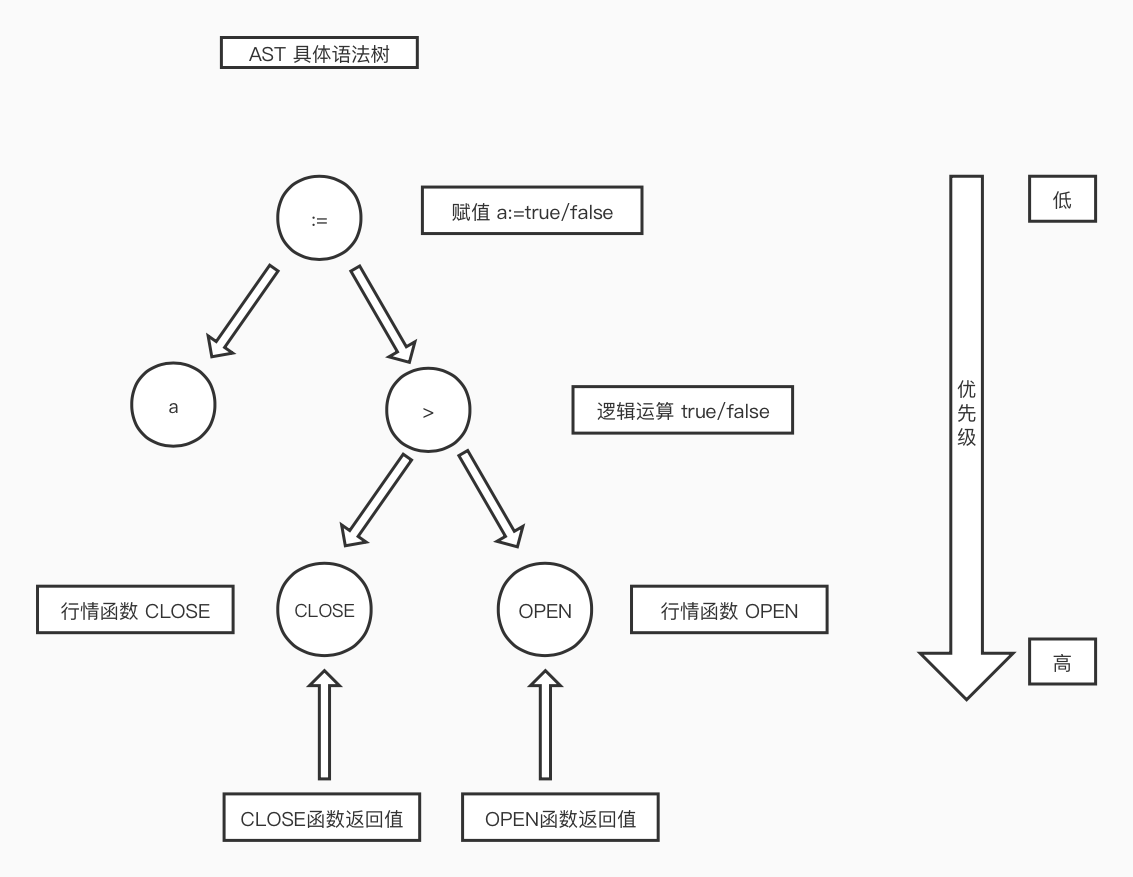 AST 具体语法树
:=
赋值 a:=true/false
低
a
>
逻辑运算 true/false
优
先
级
行情函数 CLOSE
CLOSE
OPEN
行情函数 OPEN
高
CLOSE函数返回值
OPEN函数返回值